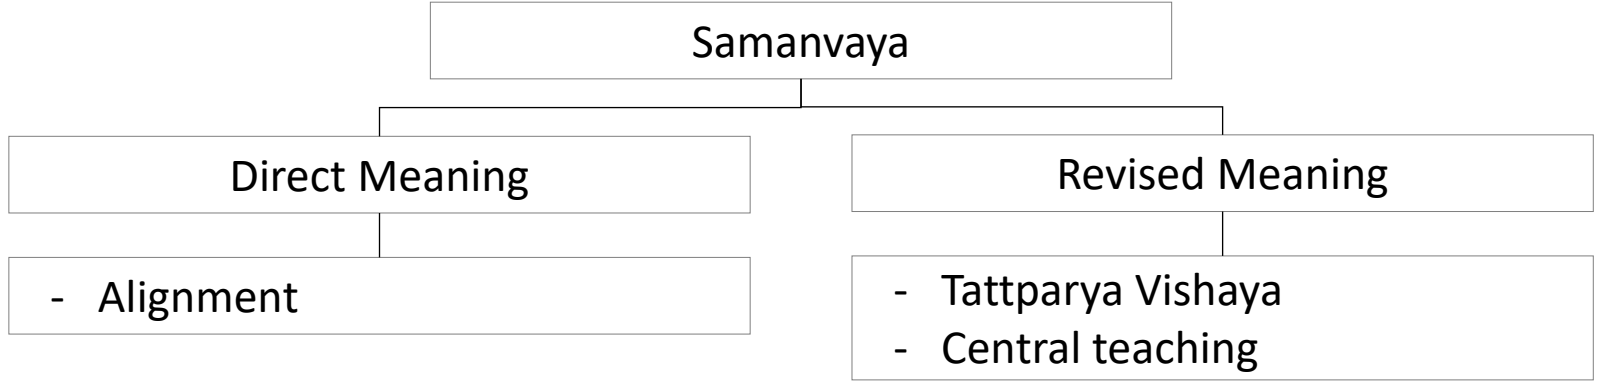 Samanvaya
Direct Meaning
Revised Meaning
- Alignment
- Tattparya Vishaya
- Central teaching